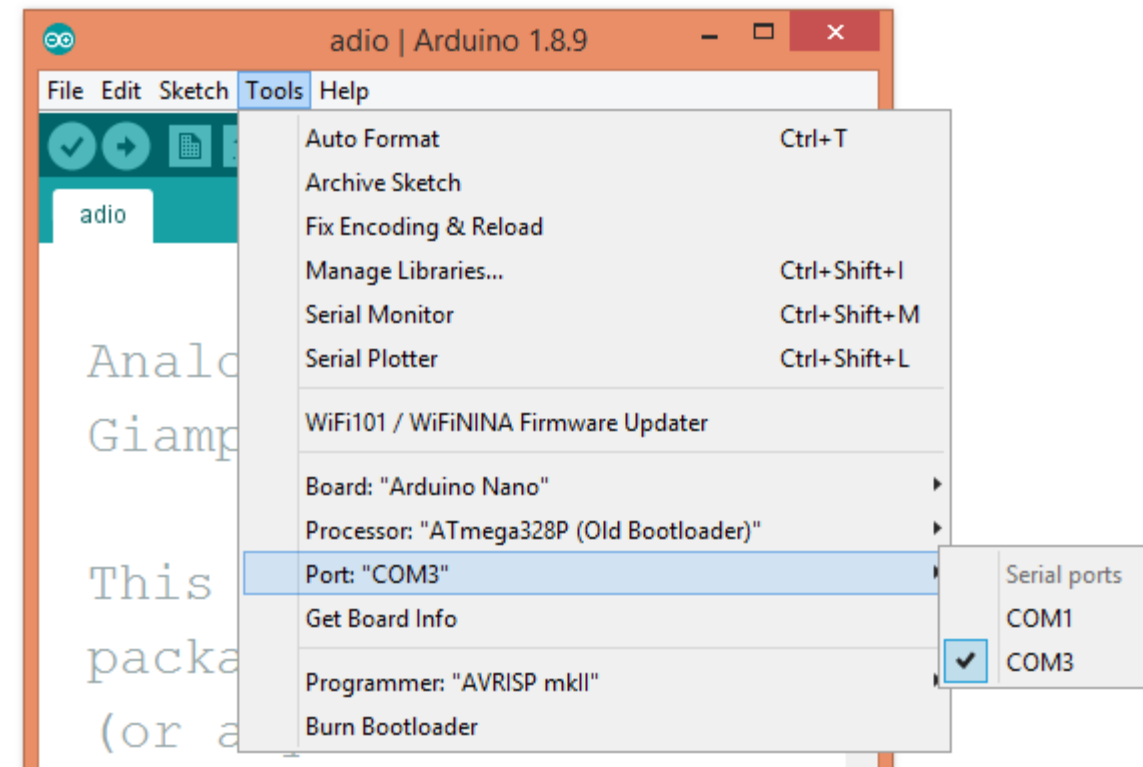 adio | Arduino 1.8.9
File Edit Sketch Tools Help
adio
Auto Format Ctrl+T
Archive Sketch
Fix Encoding & Reload
Manage Libraries... Ctrl+Shift+I
Serial Monitor Ctrl+Shift+M
Serial Plotter Ctrl+Shift+L
WiFi101 / WiFiNINA Firmware Updater
Board: "Arduino Nano"
Processor: "ATmega328P (Old Bootloader)"
Port: "COM3"
Get Board Info
Programmer: "AVRISP mkII"
Burn Bootloader
Serial ports
COM1
COM3
This
(or a